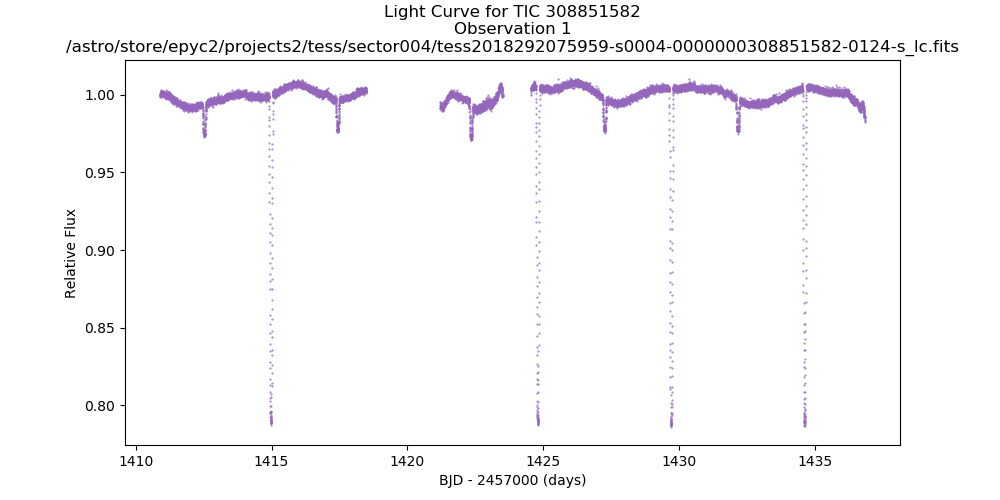 Light Curve for TIC 308851582
Observation 1
/astro/store/epyc2/projects2/tess/sector004/tess2018292075959-s0004-0000000308851582-0124-s_lc.fits
1.00
0.95
0.90
0.85
0.80
Relative Flux
1410 1415 1420 1425 1430 1435
BJD - 2457000 (days)